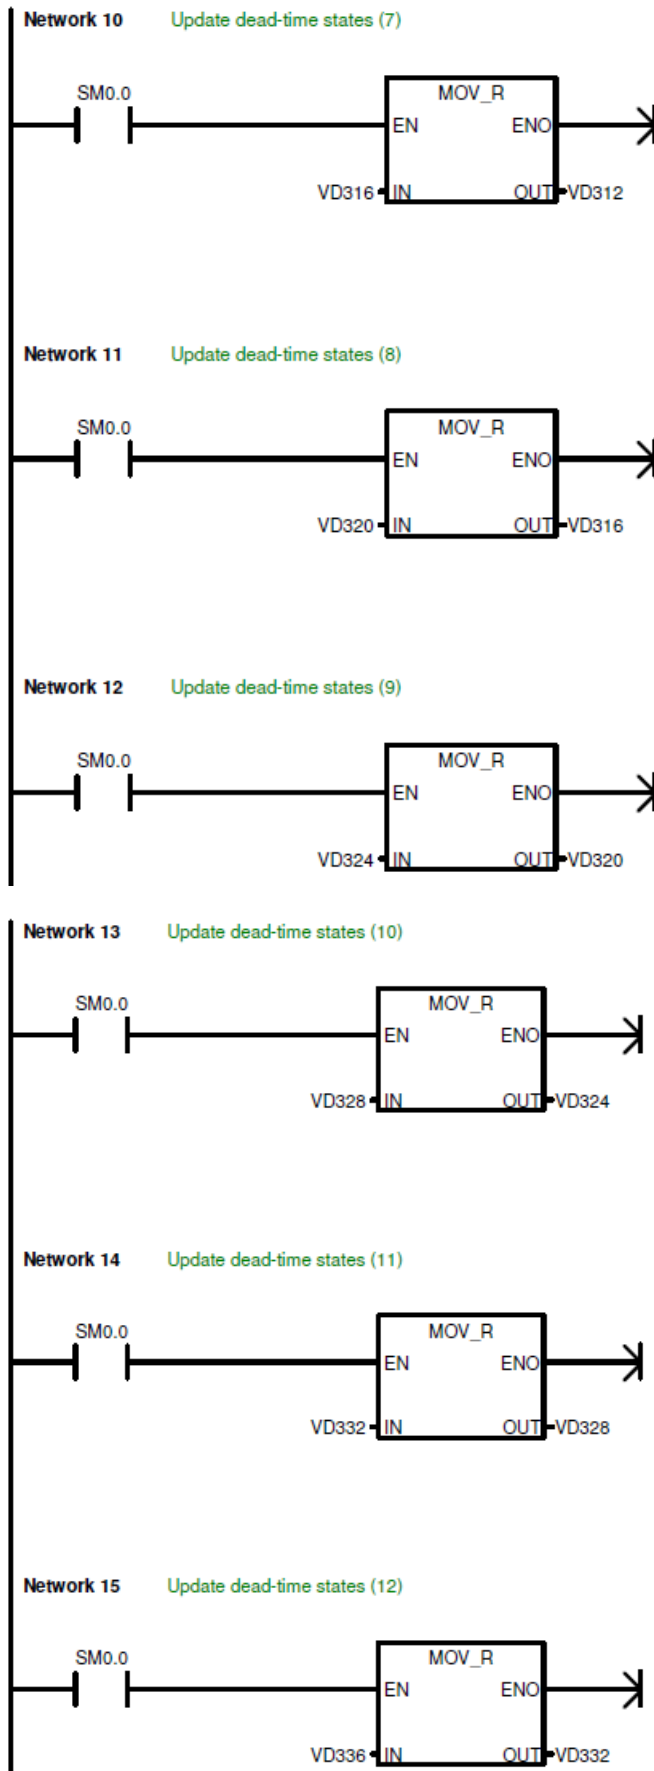 Network 10 Update dead-time states (7)
SM0.0
MOV_R
EN ENO
VD316 IN OUT VD312
Network 11 Update dead-time states (8)
SM0.0
MOV_R
EN ENO
VD320 IN OUT VD316
Network 12 Update dead-time states (9)
SM0.0
MOV_R
EN ENO
VD324 IN OUT VD320
Network 13 Update dead-time states (10)
SM0.0
MOV_R
EN ENO
VD328 IN OUT VD324
Network 14 Update dead-time states (11)
SM0.0
MOV_R
EN ENO
VD332 IN OUT VD328
Network 15 Update dead-time states (12)
SM0.0
MOV_R
EN ENO
VD336 IN OUT VD332